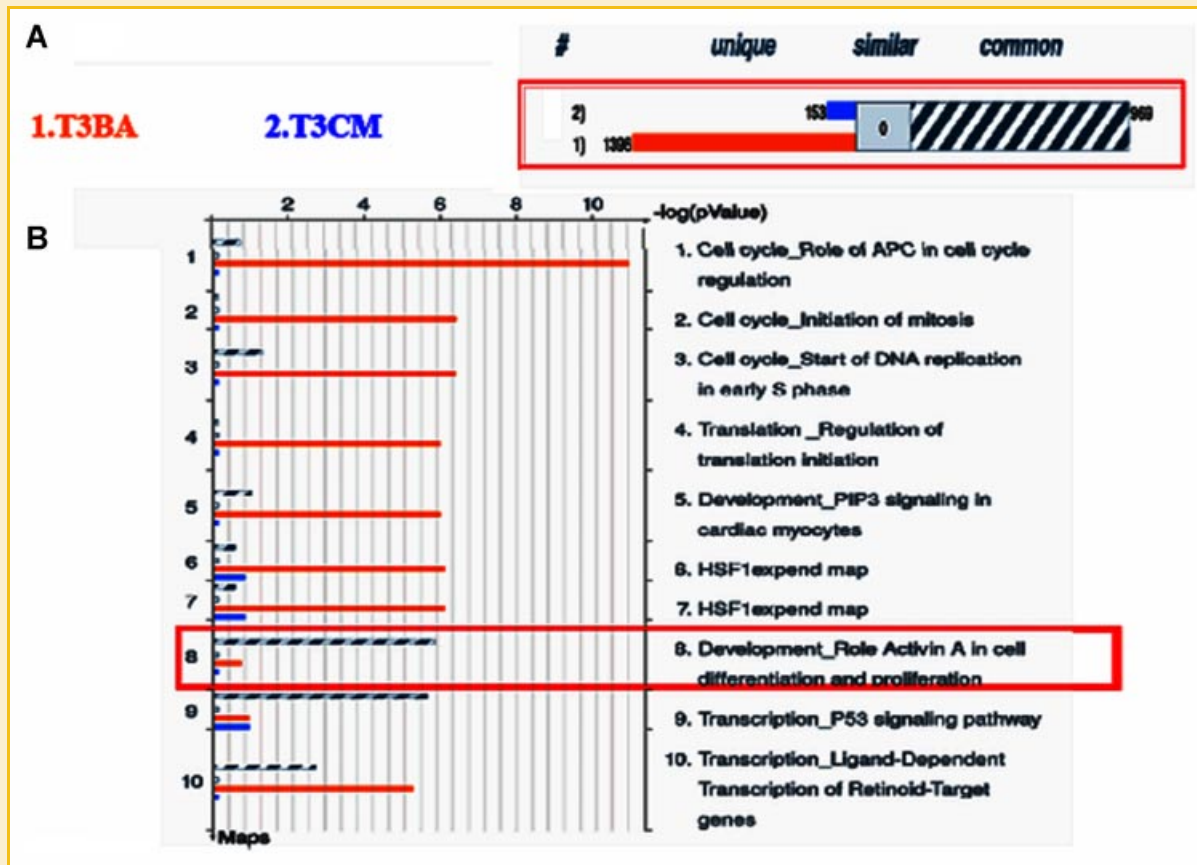 A
# unique similar common
1.T3BA 2.T3CM
2) 153 0 969
1) 1396
B
2 4 6 8 10 -log(pValue)
1
2
3
4
5
6
7
8
9
10
Maps
1. Cell cycle_Role of APC in cell cycle
regulation
2. Cell cycle_Initiation of mitosis
3. Cell cycle_Start of DNA replication
in early S phase
4. Translation _Regulation of
translation initiation
5. Development_PIP3 signaling in
cardiac myocytes
6. HSF1expend map
7. HSF1expend map
8. Development_Role Activin A in cell
differentiation and proliferation
9. Transcription_P53 signaling pathway
10. Transcription_Ligand-Dependent
Transcription of Retinoid-Target
genes